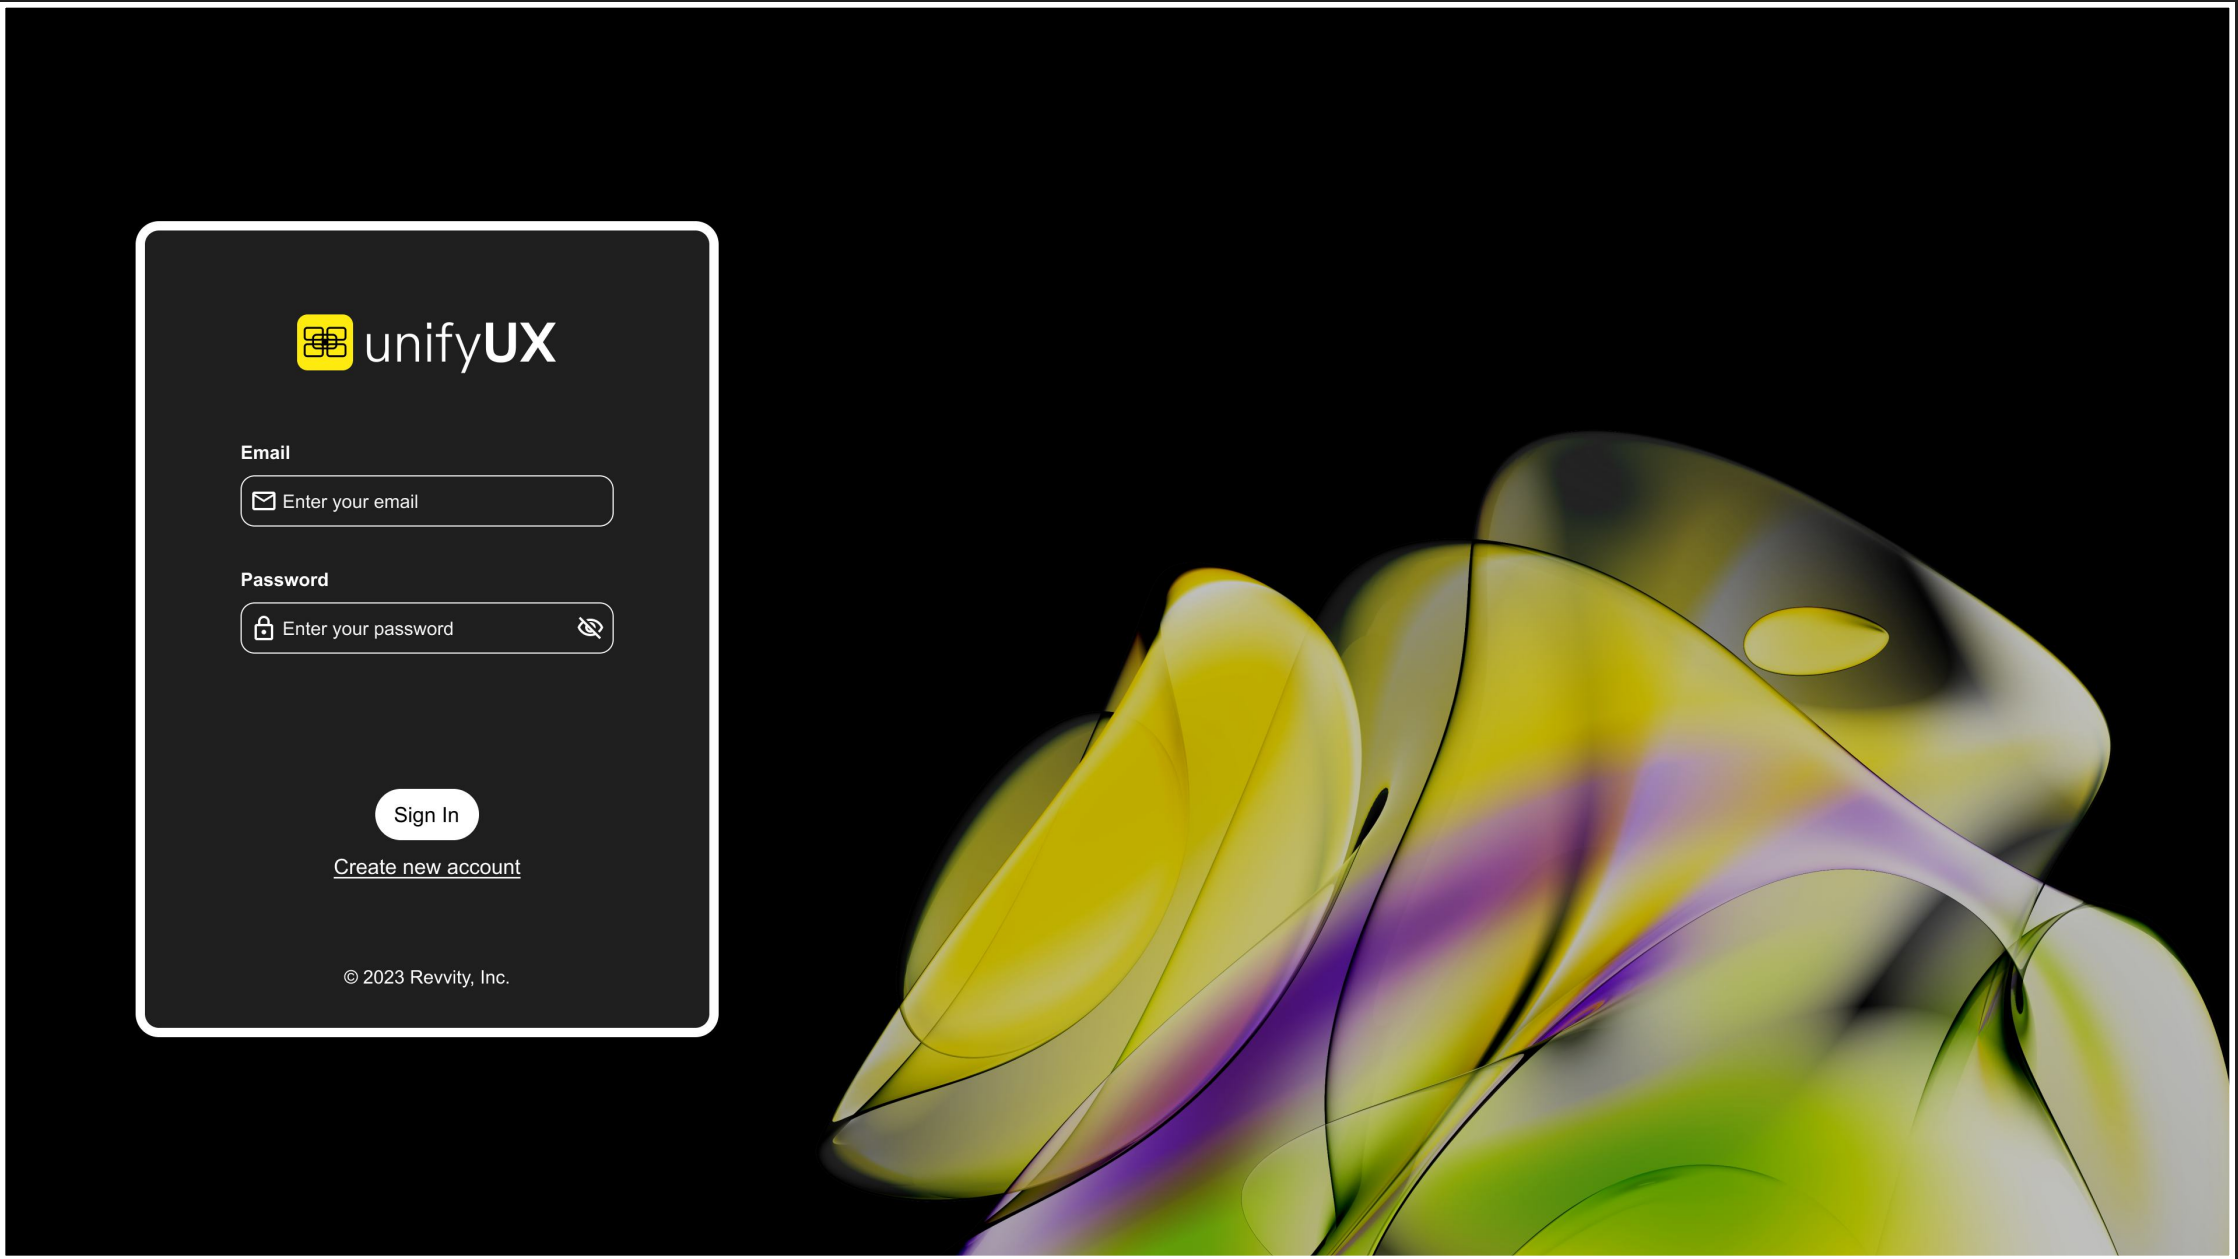 unifyUX
Email
Enter your email
Password
Enter your password
Sign In
Create new account
© 2023 Revvity, Inc.